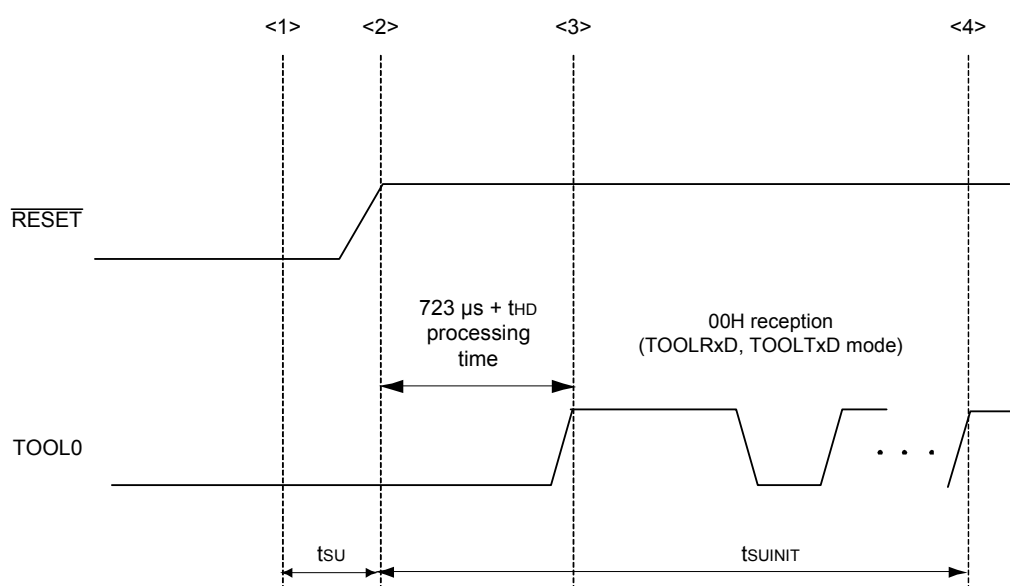 <1> <2> <3> <4>
RESET
723 µs + tHD
processing
time
00H reception
(TOOLRxD, TOOLTxD mode)
TOOL0
. . .
tSU
tSUINIT